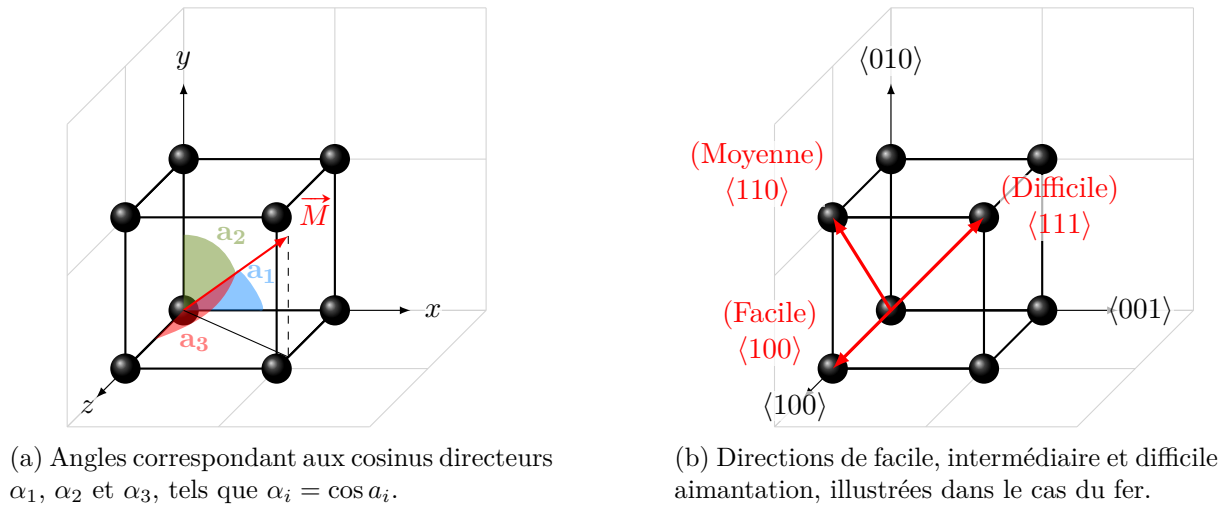 y
M
a2
a1
x
a3
z
(a) Angles correspondant aux cosinus directeurs
α1, α2 et α3, tels que αi = cos ai.
⟨010⟩
(Moyenne)
⟨110⟩
(Difficile)
⟨111⟩
(Facile)
⟨100⟩
⟨001⟩
⟨100⟩
(b) Directions de facile, intermédiaire et difficile
aimantation, illustrées dans le cas du fer.